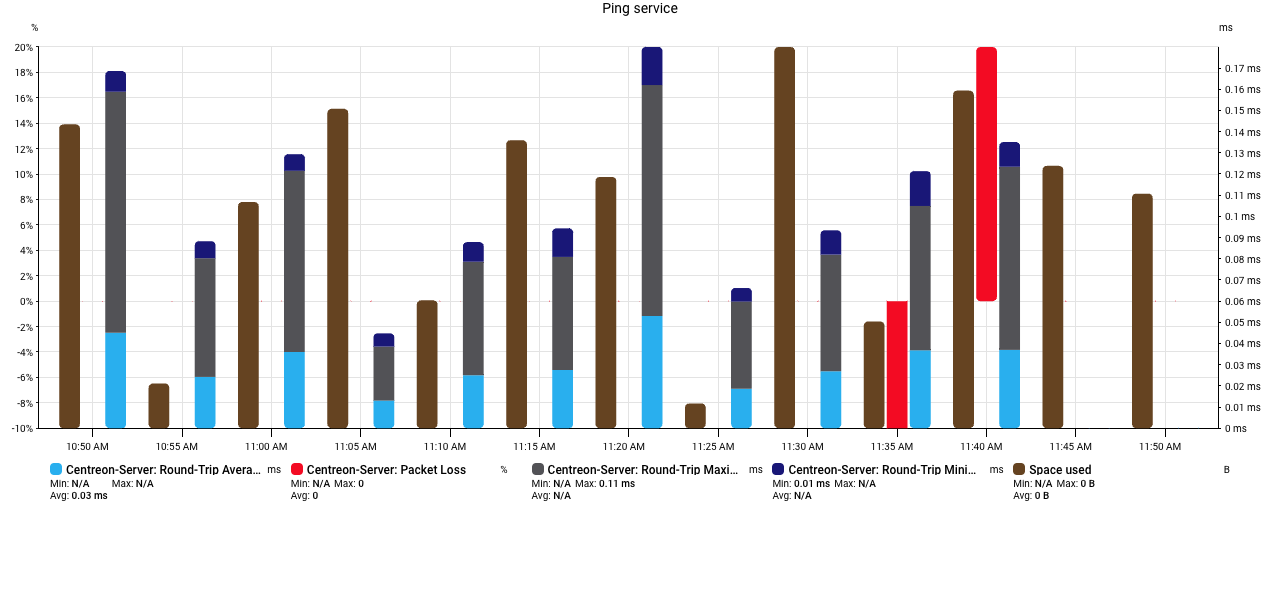 Ping service
% ms
20%
18% 0.17 ms
16% 0.16 ms
0.15 ms
14% 0.14 ms
12% 0.13 ms
10% 0.12 ms
8% 0.11 ms
6% 0.1 ms
4% 0.09 ms
2% 0.08 ms
0.07 ms
0% 0.06 ms
-2% 0.05 ms
-4% 0.04 ms
-6% 0.03 ms
-8% 0.02 ms
0.01 ms
-10% 0 ms
10:50 AM 10:55 AM 11:00 AM 11:05 AM 11:10 AM 11:15 AM 11:20 AM 11:25 AM 11:30 AM 11:35 AM 11:40 AM 11:45 AM 11:50 AM
Centreon-Server: Round-Trip Avera... ms Centreon-Server: Packet Loss % Centreon-Server: Round-Trip Maxi... ms Centreon-Server: Round-Trip Mini... ms Space used B
Min: N/A Max: N/A Min: N/A Max: 0 Min: N/A Max: 0.11 ms Min: 0.01 ms Max: N/A Min: N/A Max: 0 B
Avg: 0.03 ms Avg: 0 Avg: N/A Avg: N/A Avg: 0 B